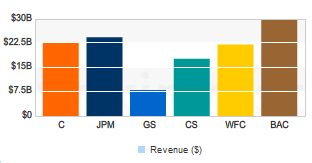 $30B
$22.5B
$15B
$7.5B
$0
C JPM GS CS WFC BAC
Revenue ($)